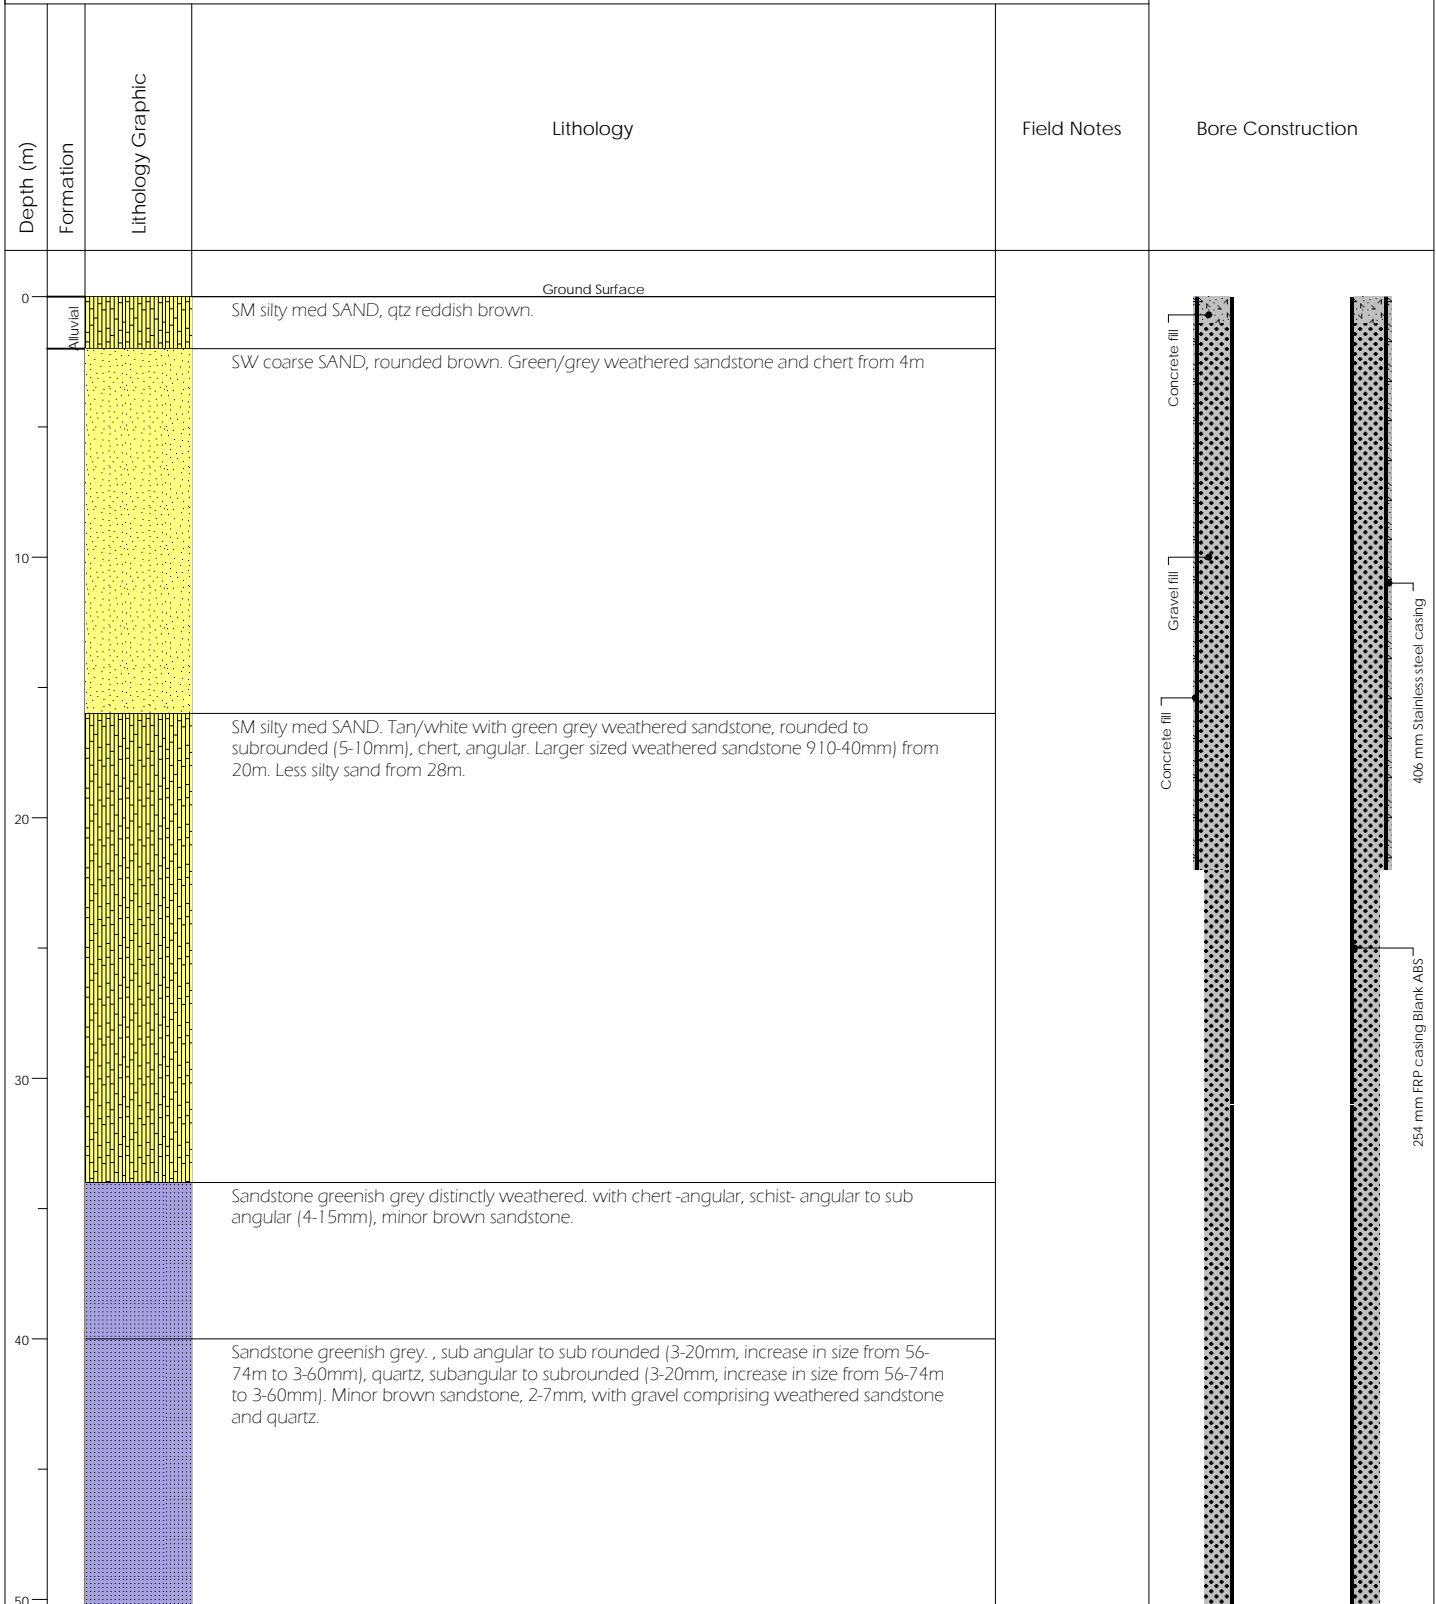 Depth (m)
Formation
Lithology Graphic
Lithology
Field Notes
Bore Construction
Ground Surface
0
Alluvial
SM silty med SAND, qtz reddish brown.
SW coarse SAND, rounded brown. Green/grey weathered sandstone and chert from 4m
Concrete fill
10
Gravel fill
406 mm Stainless steel casing
Concrete fill
SM silty med SAND. Tan/white with green grey weathered sandstone, rounded to
subrounded (5-10mm), chert, angular. Larger sized weathered sandstone 910-40mm) from
20m. Less silty sand from 28m.
20
254 mm FRP casing Blank ABS
30
Sandstone greenish grey distinctly weathered. with chert -angular, schist- angular to sub
angular (4-15mm), minor brown sandstone.
40
Sandstone greenish grey. , sub angular to sub rounded (3-20mm, increase in size from 56-
74m to 3-60mm), quartz, subangular to subrounded (3-20mm, increase in size from 56-74m
to 3-60mm). Minor brown sandstone, 2-7mm, with gravel comprising weathered sandstone
and quartz.
50